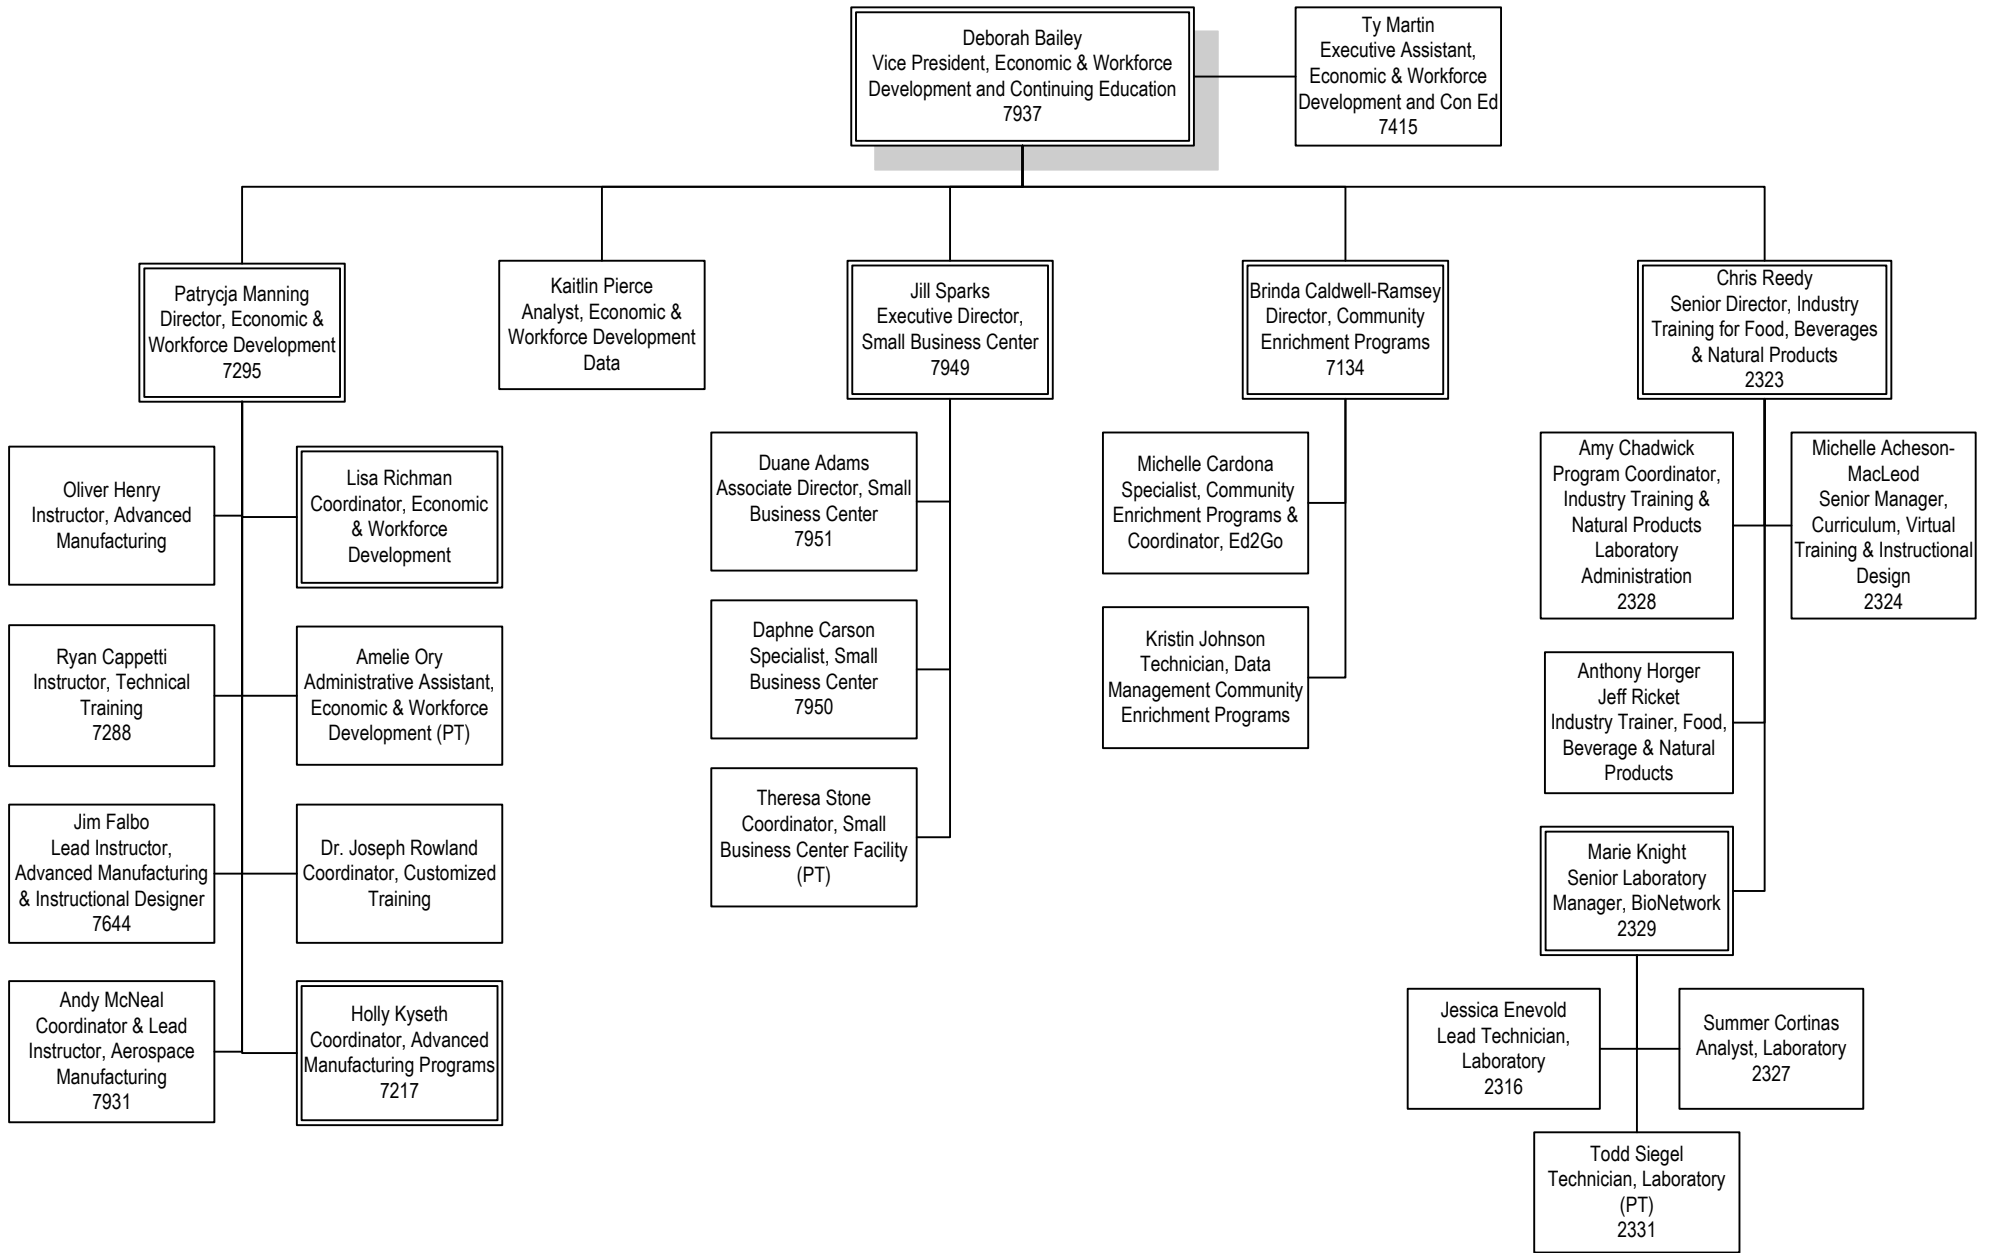 Deborah Bailey
Vice President, Economic & Workforce
Development and Continuing Education
7937
Ty Martin
Executive Assistant,
Economic & Workforce
Development and Con Ed
7415
Patrycja Manning
Director, Economic &
Workforce Development
7295
Kaitlin Pierce
Analyst, Economic &
Workforce Development
Data
Jill Sparks
Executive Director,
Small Business Center
7949
Brinda Caldwell-Ramsey
Director, Community
Enrichment Programs
7134
Chris Reedy
Senior Director, Industry
Training for Food, Beverages
& Natural Products
2323
Oliver Henry
Instructor, Advanced
Manufacturing
Lisa Richman
Coordinator, Economic
& Workforce
Development
Ryan Cappetti
Instructor, Technical
Training
7288
Amelie Ory
Administrative Assistant,
Economic & Workforce
Development (PT)
Jim Falbo
Lead Instructor,
Advanced Manufacturing
& Instructional Designer
7644
Dr. Joseph Rowland
Coordinator, Customized
Training
Andy McNeal
Coordinator & Lead
Instructor, Aerospace
Manufacturing
7931
Holly Kyseth
Coordinator, Advanced
Manufacturing Programs
7217
Duane Adams
Associate Director, Small
Business Center
7951
Daphne Carson
Specialist, Small
Business Center
7950
Theresa Stone
Coordinator, Small
Business Center Facility
(PT)
Michelle Cardona
Specialist, Community
Enrichment Programs &
Coordinator, Ed2Go
Kristin Johnson
Technician, Data
Management Community
Enrichment Programs
Amy Chadwick
Program Coordinator,
Industry Training &
Natural Products
Laboratory
Administration
2328
Michelle Acheson-
MacLeod
Senior Manager,
Curriculum, Virtual
Training & Instructional
Design
2324
Anthony Horger
Jeff Ricket
Industry Trainer, Food,
Beverage & Natural
Products
Marie Knight
Senior Laboratory
Manager, BioNetwork
2329
Jessica Enevold
Lead Technician,
Laboratory
2316
Summer Cortinas
Analyst, Laboratory
2327
Todd Siegel
Technician, Laboratory
(PT)
2331